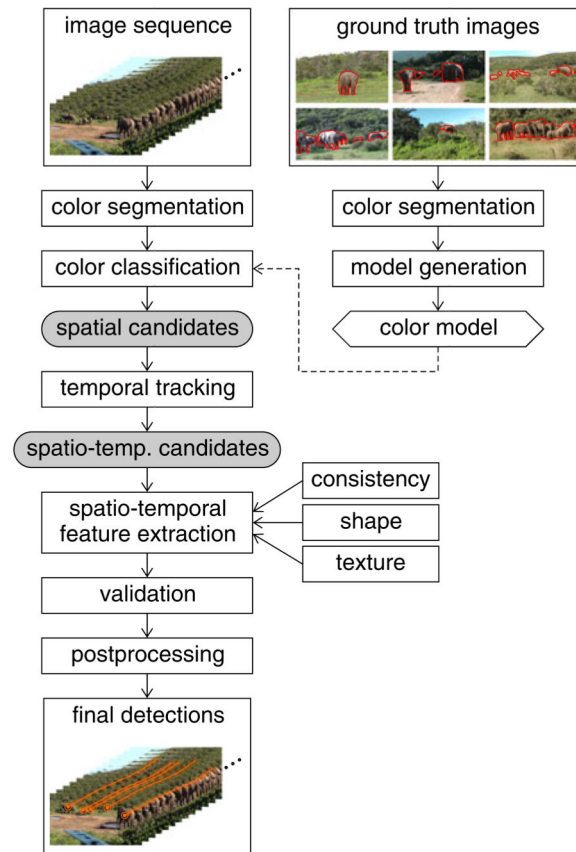 image sequence
ground truth images
color segmentation
color segmentation
color classification
model generation
spatial candidates
color model
temporal tracking
spatio-temp. candidates
consistency
spatio-temporal
feature extraction
shape
texture
validation
postprocessing
final detections